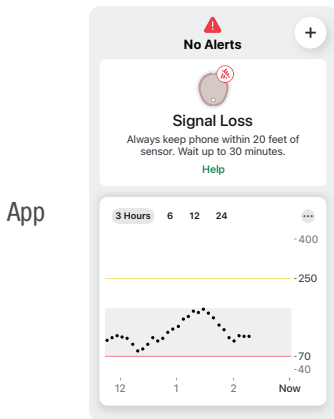 No Alerts
+
Signal Loss
Always keep phone within 20 feet of
sensor. Wait up to 30 minutes.
Help
App
3 Hours 6 12 24 ...
400
250
70
40
12 1 2 Now